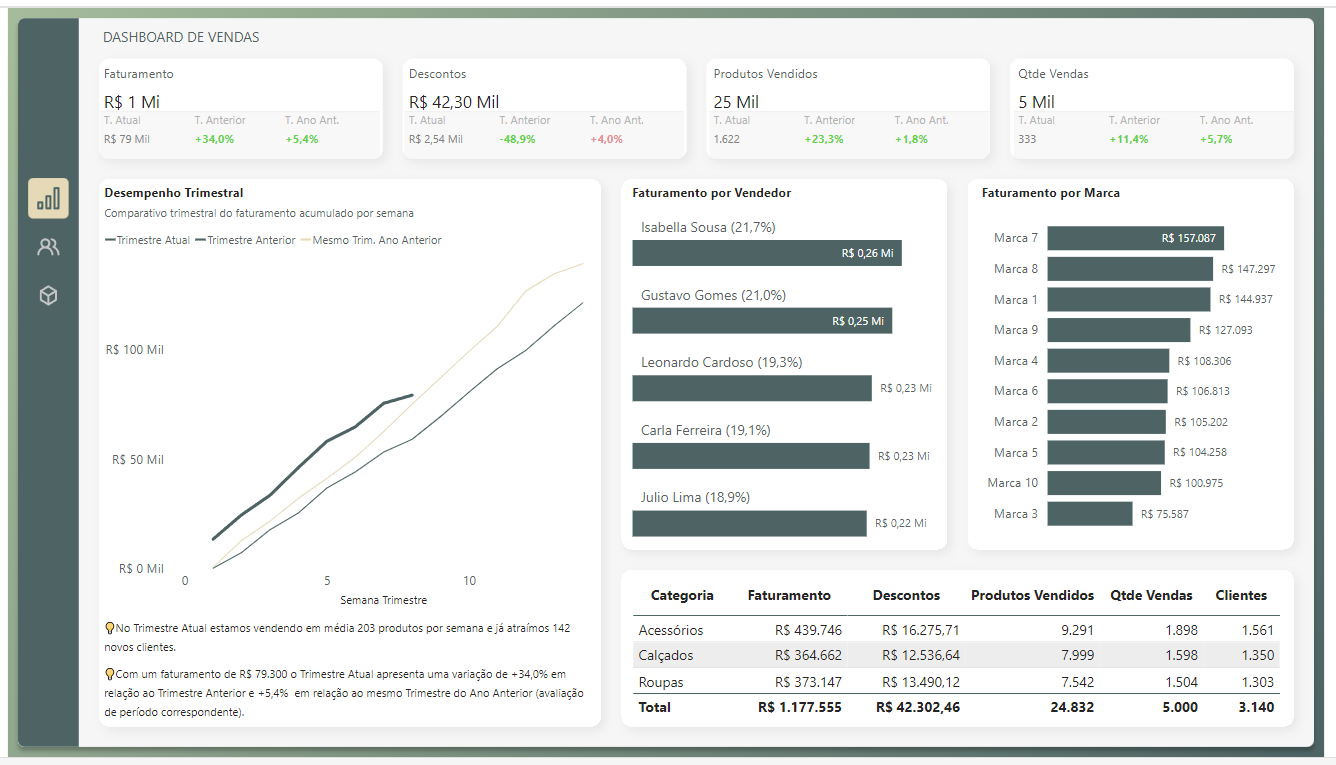 DASHBOARD DE VENDAS
Faturamento
R$ 1 Mi
T. Atual T. Anterior T. Ano Ant.
R$ 79 Mil +34,0% +5,4%
Descontos
R$ 42,30 Mil
T. Atual T. Anterior T. Ano Ant.
R$ 2,54 Mil -48,9% +4,0%
Produtos Vendidos
25 Mil
T. Atual T. Anterior T. Ano Ant.
1.622 +23,3% +1,8%
Qtde Vendas
5 Mil
T. Atual T. Anterior T. Ano Ant.
333 +11,4% +5,7%
Desempenho Trimestral
Comparativo trimestral do faturamento acumulado por semana
Trimestre Atual Trimestre Anterior Mesmo Trim. Ano Anterior
R$ 100 Mil
R$ 50 Mil
R$ 0 Mil
0 5 10
Semana Trimestre
No Trimestre Atual estamos vendendo em média 203 produtos por semana e já atraímos 142
novos clientes.
Com um faturamento de R$ 79.300 o Trimestre Atual apresenta uma variação de +34,0% em
relação ao Trimestre Anterior e +5,4% em relação ao mesmo Trimestre do Ano Anterior (avaliação
de período correspondente).
Faturamento por Vendedor
Isabella Sousa (21,7%)
R$ 0,26 Mi
Gustavo Gomes (21,0%)
R$ 0,25 Mi
Leonardo Cardoso (19,3%)
R$ 0,23 Mi
Carla Ferreira (19,1%)
R$ 0,23 Mi
Julio Lima (18,9%)
R$ 0,22 Mi
Faturamento por Marca
Marca 7 R$ 157.087
Marca 8 R$ 147.297
Marca 1 R$ 144.937
Marca 9 R$ 127.093
Marca 4 R$ 108.306
Marca 6 R$ 106.813
Marca 2 R$ 105.202
Marca 5 R$ 104.258
Marca 10 R$ 100.975
Marca 3 R$ 75.587
Categoria Faturamento Descontos Produtos Vendidos Qtde Vendas Clientes
Acessórios R$ 439.746 R$ 16.275,71 9.291 1.898 1.561
Calçados R$ 364.662 R$ 12.536,64 7.999 1.598 1.350
Roupas R$ 373.147 R$ 13.490,12 7.542 1.504 1.303
Total R$ 1.177.555 R$ 42.302,46 24.832 5.000 3.140